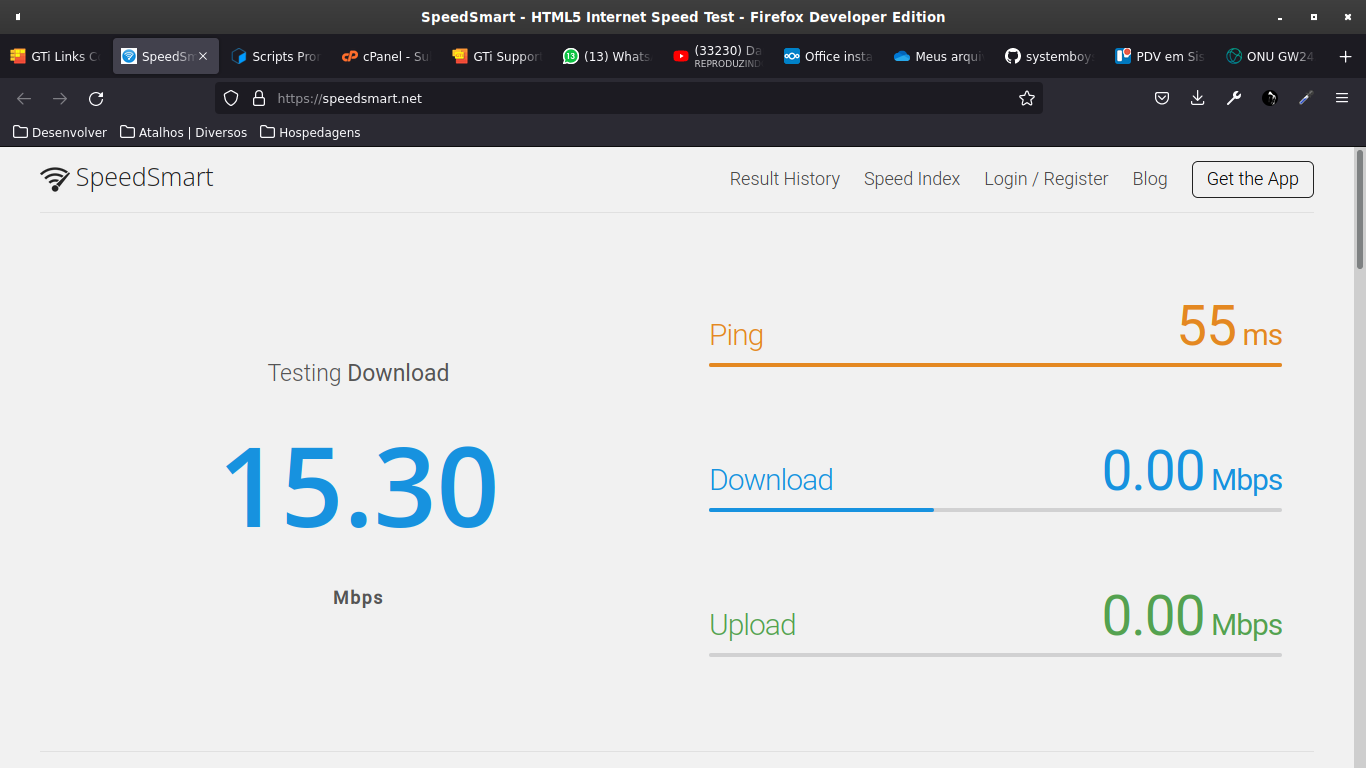 SpeedSmart - HTML5 Internet Speed Test - Firefox Developer Edition
GTi Links C
SpeedSm
Scripts Pro
cPanel - Su
GTi Support
(13) Whats
(33230) Da
REPRODUZIND
Office insta
Meus arqui
systemboy
PDV em Sis
ONU GW24
https://speedsmart.net
Desenvolver
Atalhos | Diversos
Hospedagens
SpeedSmart
Result History
Speed Index
Login / Register
Blog
Get the App
Testing Download
15.30
Mbps
Ping
55 ms
Download
0.00 Mbps
Upload
0.00 Mbps